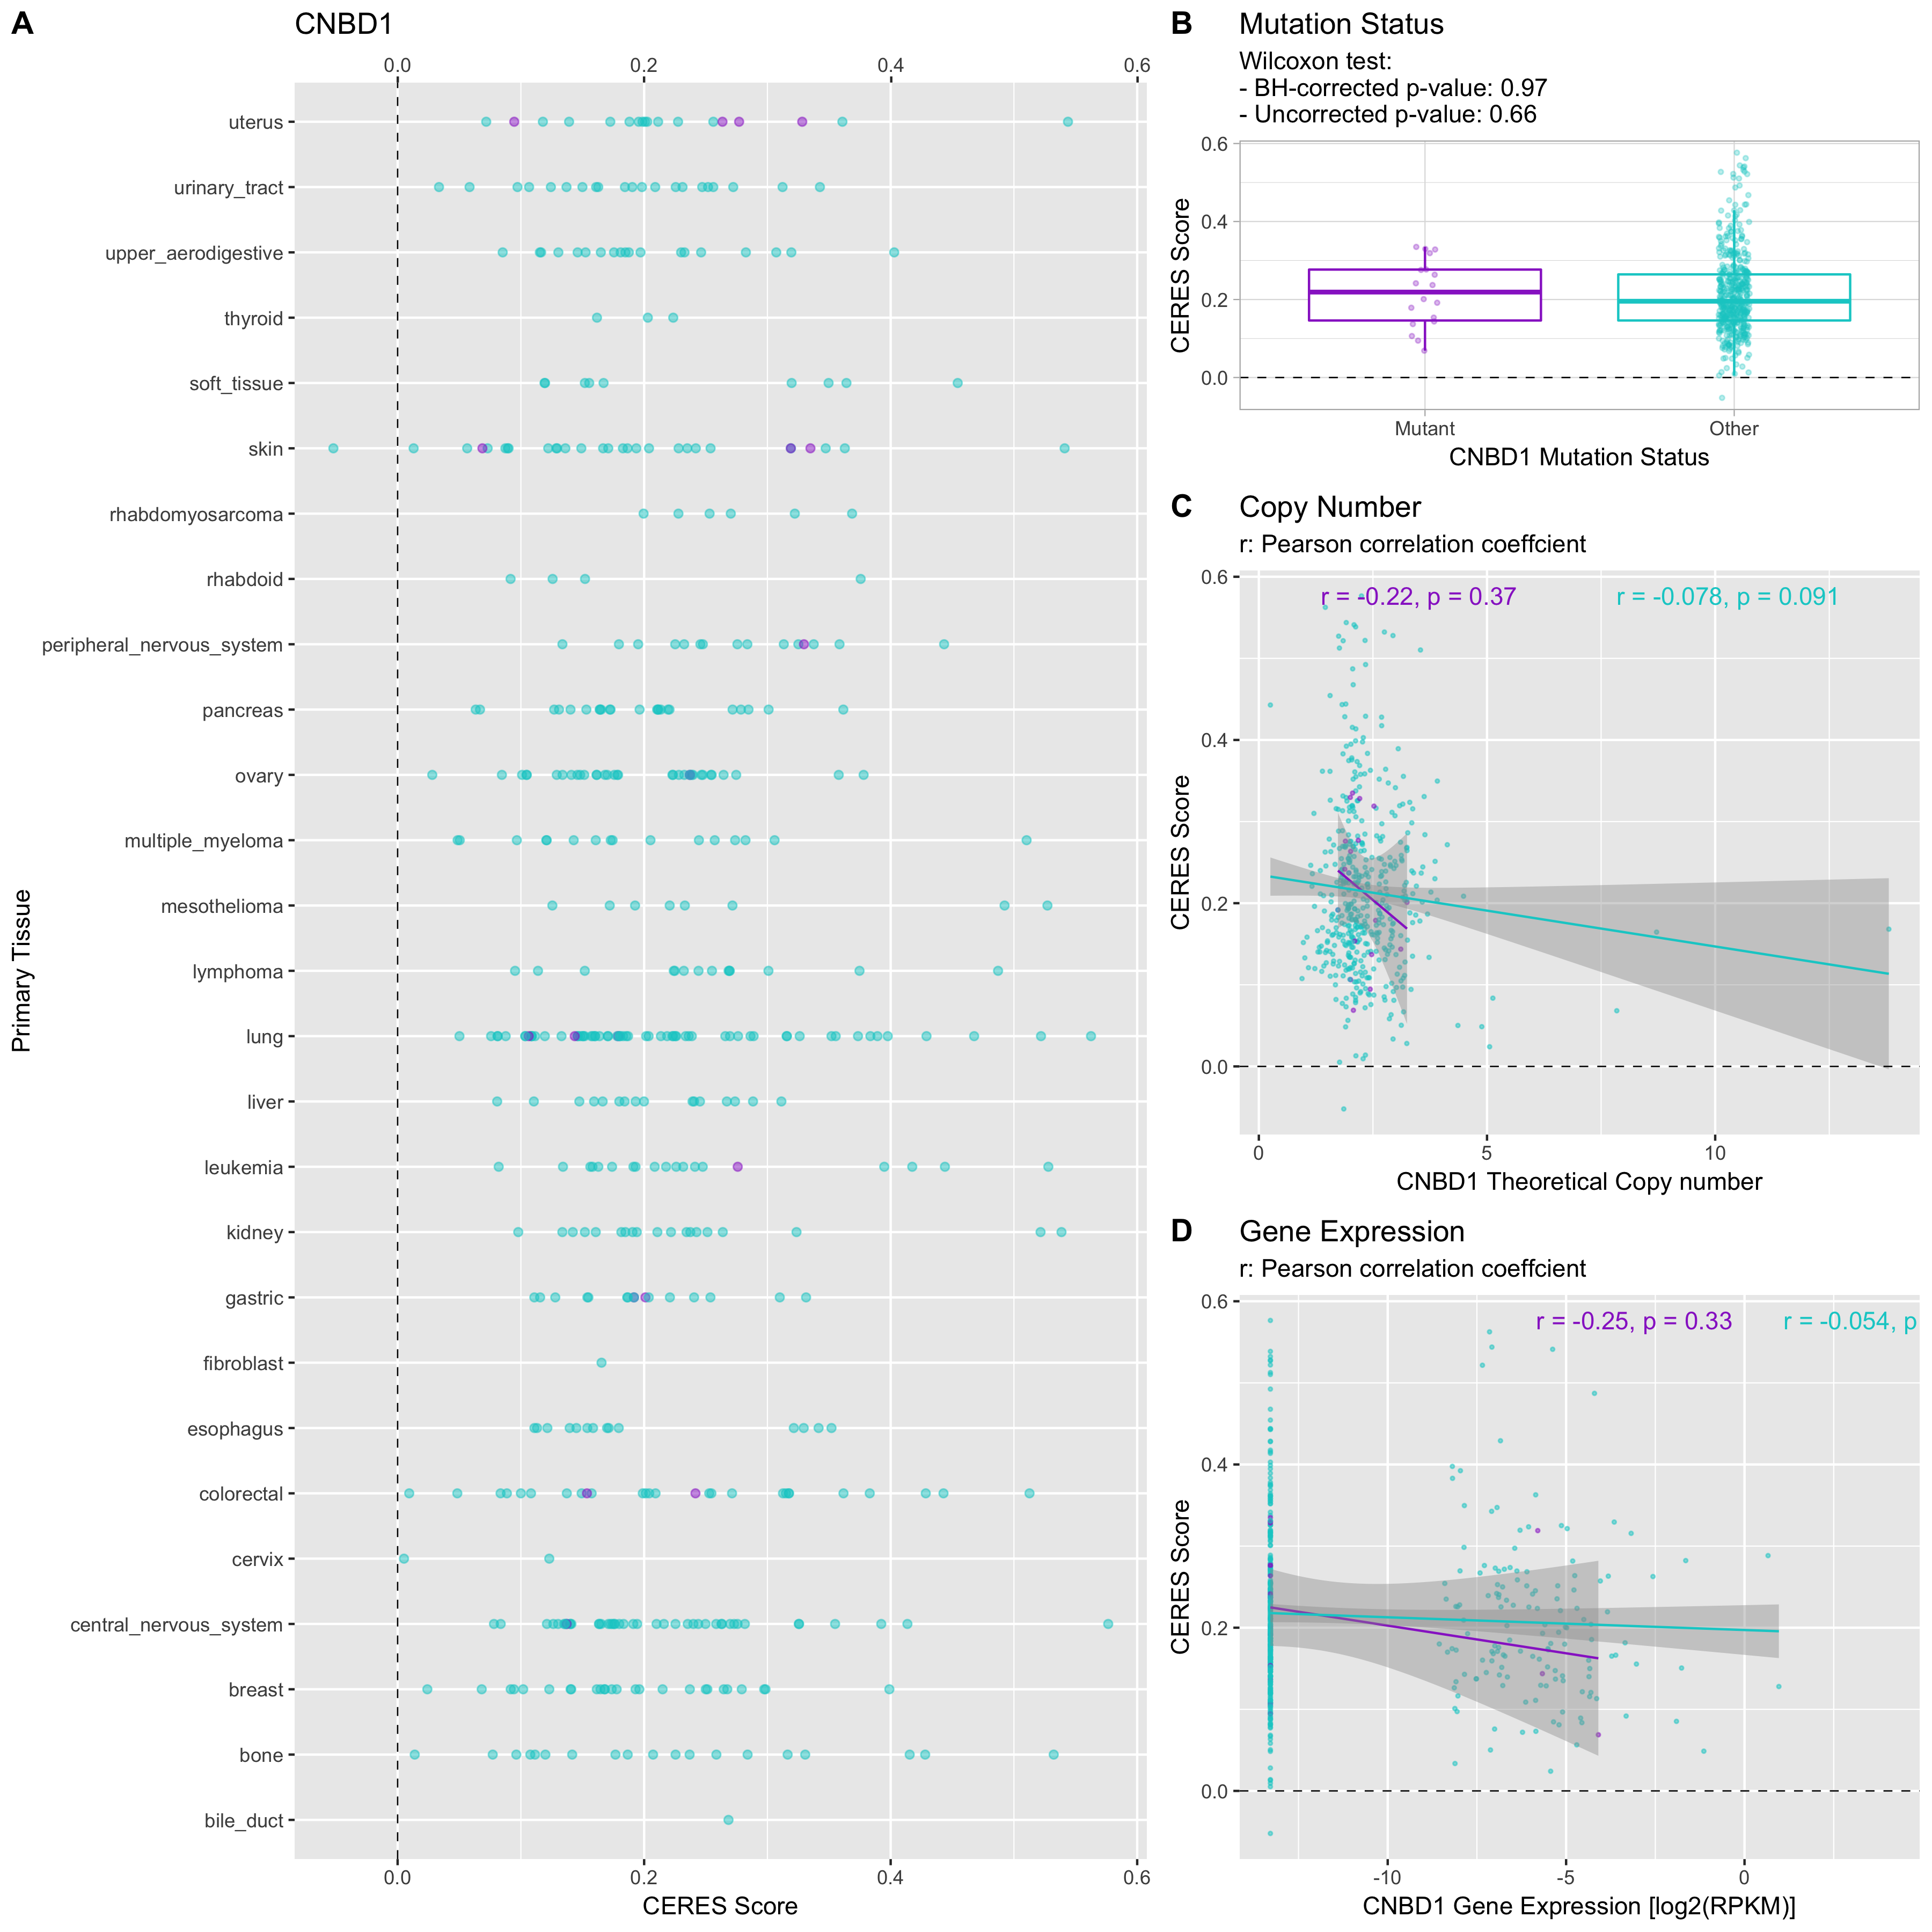 A
CNBD1
0.0 0.2 0.4 0.6
Primary Tissue
uterus
urinary_tract
upper_aerodigestive
thyroid
soft_tissue
skin
rhabdomyosarcoma
rhabdoid
peripheral_nervous_system
pancreas
ovary
multiple_myeloma
mesothelioma
lymphoma
lung
liver
leukemia
kidney
gastric
fibroblast
esophagus
colorectal
cervix
central_nervous_system
breast
bone
bile_duct
0.0 0.2 0.4 0.6
CERES Score
B
Mutation Status
Wilcoxon test:
- BH-corrected p-value: 0.97
- Uncorrected p-value: 0.66
CERES Score
0.6
0.4
0.2
0.0
Mutant Other
CNBD1 Mutation Status
C
Copy Number
r: Pearson correlation coeffcient
r = -0.22, p = 0.37
r = -0.078, p = 0.091
CERES Score
0.6
0.4
0.2
0.0
0 5 10
CNBD1 Theoretical Copy number
D
Gene Expression
r: Pearson correlation coeffcient
r = -0.25, p = 0.33
r = -0.054, p
CERES Score
0.6
0.4
0.2
0.0
-10 -5 0
CNBD1 Gene Expression [log2(RPKM)]